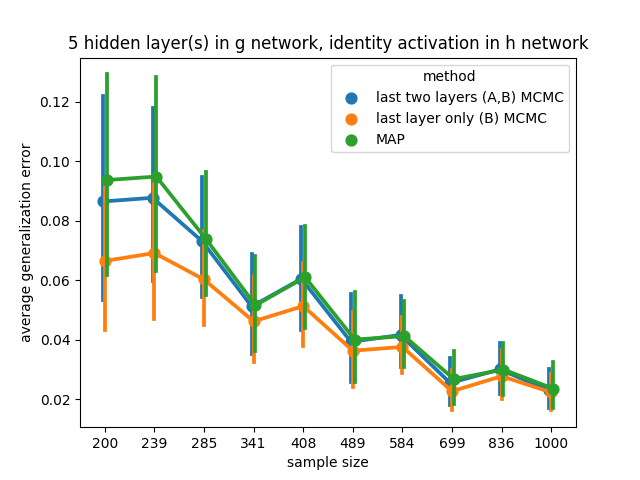 5 hidden layer(s) in g network, identity activation in h network
method
last two layers (A,B) MCMC
last layer only (B) MCMC
MAP
average generalization error
0.12
0.10
0.08
0.06
0.04
0.02
200 239 285 341 408 489 584 699 836 1000
sample size